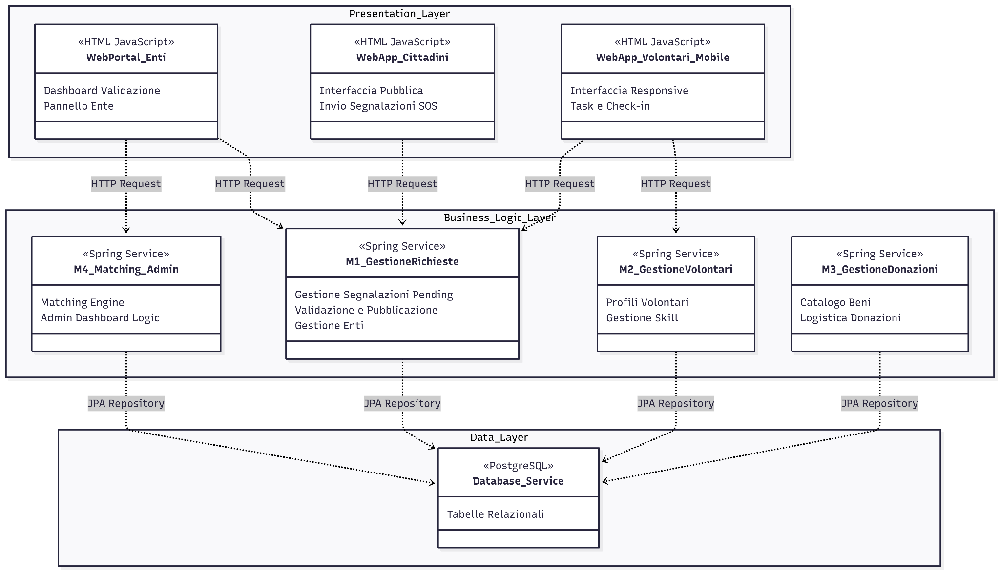 Presentation_Layer
«HTML JavaScript»
WebPortal_Enti
Dashboard Validazione
Pannello Ente
«HTML JavaScript»
WebApp_Cittadini
Interfaccia Pubblica
Invio Segnalazioni SOS
«HTML JavaScript»
WebApp_Volontari_Mobile
Interfaccia Responsive
Task e Check-in
HTTP Request
HTTP Request
HTTP Request
HTTP Request
HTTP Request
Business_Logic_Layer
«Spring Service»
M4_Matching_Admin
Matching Engine
Admin Dashboard Logic
«Spring Service»
M1_GestioneRichieste
Gestione Segnalazioni Pending
Validazione e Pubblicazione
Gestione Enti
«Spring Service»
M2_GestioneVolontari
Profili Volontari
Gestione Skill
«Spring Service»
M3_GestioneDonazioni
Catalogo Beni
Logistica Donazioni
JPA Repository
JPA Repository
JPA Repository
JPA Repository
Data_Layer
«PostgreSQL»
Database_Service
Tabelle Relazionali